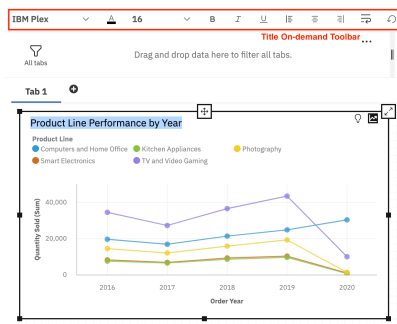 IBM Plex A 16 B I U
Title On-demand Toolbar
All tabs
Drag and drop data here to filter all tabs.
Tab 1
Product Line Performance by Year
Product Line
Computers and Home Office Kitchen Appliances Photography
Smart Electronics TV and Video Gaming
Quantity Sold (Sum)
40,000
20,000
0
2016 2017 2018 2019 2020
Order Year